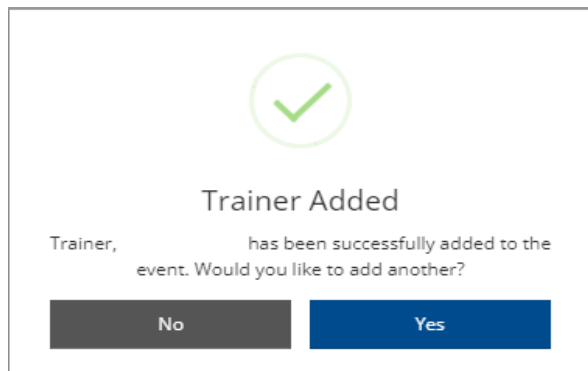 Trainer Added
Trainer, has been successfully added to the
event. Would you like to add another?
No
Yes